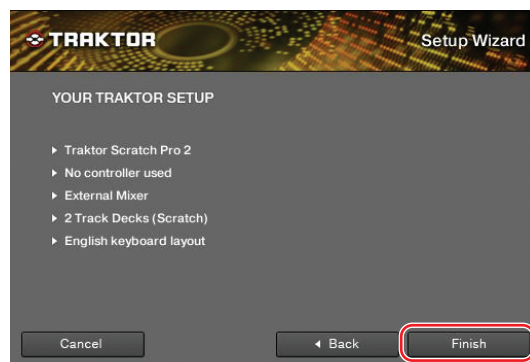 TRAKTOR
Setup Wizard
YOUR TRAKTOR SETUP
Traktor Scratch Pro 2
No controller used
External Mixer
2 Track Decks (Scratch)
English keyboard layout
Cancel
Back
Finish